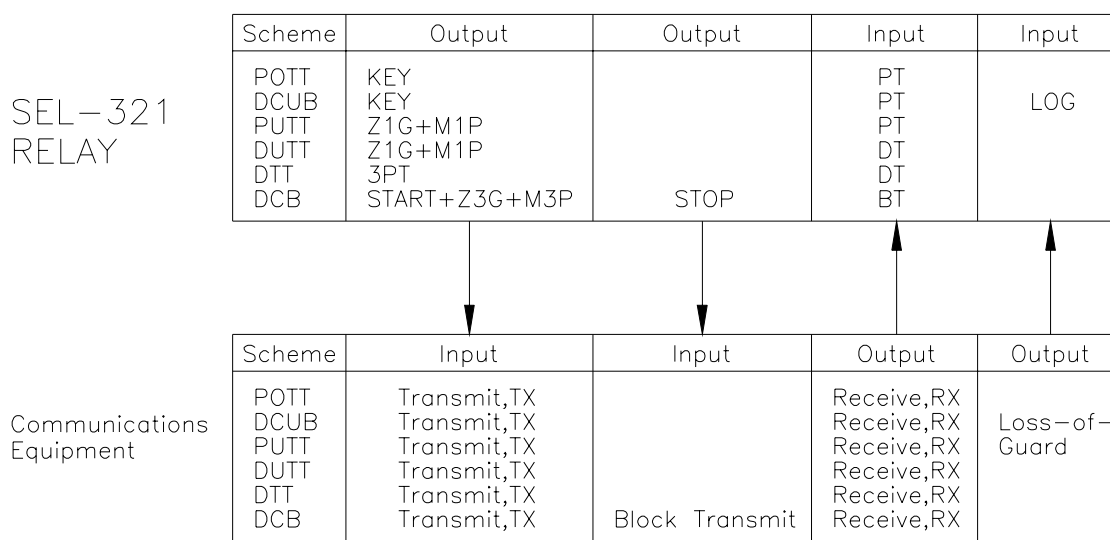 Scheme Output Output Input Input
SEL-321
RELAY
POTT KEY PT
DCUB KEY PT LOG
PUTT Z1G+M1P PT
DUTT Z1G+M1P DT
DTT 3PT DT
DCB START+Z3G+M3P STOP BT
Scheme Input Input Output Output
Communications
Equipment
POTT Transmit,TX Receive,RX
DCUB Transmit,TX Receive,RX Loss-of-
PUTT Transmit,TX Receive,RX Guard
DUTT Transmit,TX Receive,RX
DTT Transmit,TX Receive,RX
DCB Transmit,TX Block Transmit Receive,RX